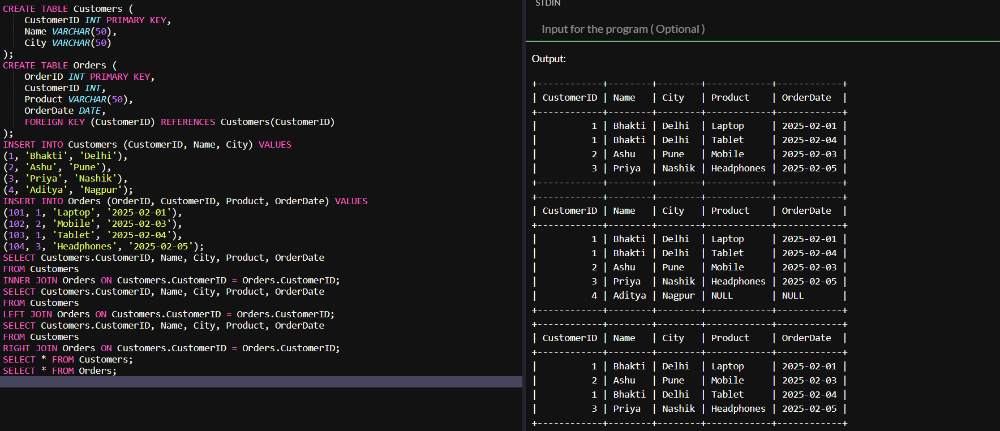 CREATE TABLE Customers (
    CustomerID INT PRIMARY KEY,
    Name VARCHAR(50),
    City VARCHAR(50)
);
CREATE TABLE Orders (
    OrderID INT PRIMARY KEY,
    CustomerID INT,
    Product VARCHAR(50),
    OrderDate DATE,
    FOREIGN KEY (CustomerID) REFERENCES Customers(CustomerID)
);
INSERT INTO Customers (CustomerID, Name, City) VALUES
(1, 'Bhakti', 'Delhi'),
(2, 'Ashu', 'Pune'),
(3, 'Priya', 'Nashik'),
(4, 'Aditya', 'Nagpur');
INSERT INTO Orders (OrderID, CustomerID, Product, OrderDate) VALUES
(101, 1, 'Laptop', '2025-02-01'),
(102, 2, 'Mobile', '2025-02-03'),
(103, 1, 'Tablet', '2025-02-04'),
(104, 3, 'Headphones', '2025-02-05');
SELECT Customers.CustomerID, Name, City, Product, OrderDate
FROM Customers
INNER JOIN Orders ON Customers.CustomerID = Orders.CustomerID;
SELECT Customers.CustomerID, Name, City, Product, OrderDate
FROM Customers
LEFT JOIN Orders ON Customers.CustomerID = Orders.CustomerID;
SELECT Customers.CustomerID, Name, City, Product, OrderDate
FROM Customers
RIGHT JOIN Orders ON Customers.CustomerID = Orders.CustomerID;
SELECT * FROM Customers;
SELECT * FROM Orders;
STDIN
Input for the program ( Optional )
Output:
+------------+--------+--------+------------+------------+
| CustomerID | Name   | City   | Product    | OrderDate  |
+------------+--------+--------+------------+------------+
|          1 | Bhakti | Delhi  | Laptop     | 2025-02-01 |
|          1 | Bhakti | Delhi  | Tablet     | 2025-02-04 |
|          2 | Ashu   | Pune   | Mobile     | 2025-02-03 |
|          3 | Priya  | Nashik | Headphones | 2025-02-05 |
+------------+--------+--------+------------+------------+
+------------+--------+--------+------------+------------+
| CustomerID | Name   | City   | Product    | OrderDate  |
+------------+--------+--------+------------+------------+
|          1 | Bhakti | Delhi  | Laptop     | 2025-02-01 |
|          1 | Bhakti | Delhi  | Tablet     | 2025-02-04 |
|          2 | Ashu   | Pune   | Mobile     | 2025-02-03 |
|          3 | Priya  | Nashik | Headphones | 2025-02-05 |
|          4 | Aditya | Nagpur | NULL       | NULL       |
+------------+--------+--------+------------+------------+
+------------+--------+--------+------------+------------+
| CustomerID | Name   | City   | Product    | OrderDate  |
+------------+--------+--------+------------+------------+
|          1 | Bhakti | Delhi  | Laptop     | 2025-02-01 |
|          2 | Ashu   | Pune   | Mobile     | 2025-02-03 |
|          1 | Bhakti | Delhi  | Tablet     | 2025-02-04 |
|          3 | Priya  | Nashik | Headphones | 2025-02-05 |
+------------+--------+--------+------------+------------+